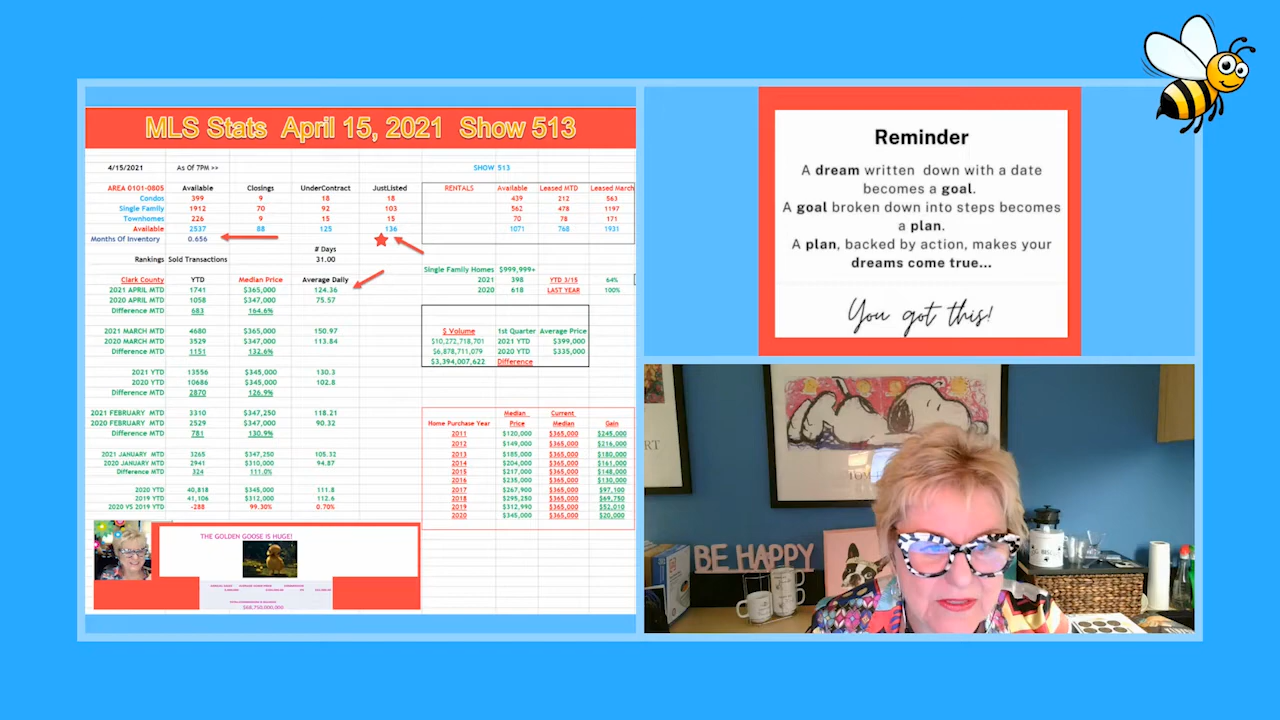 MLS Stats April 15, 2021 Show 513
4/15/2021 As Of 7PM >> SHOW 513
AREA 0101-0805 Available Closings UnderContract JustListed
Condos 399 9 18 18
Single Family 1912 70 92 103
Townhomes 226 9 15 15
Available 2537 88 125 136
Months Of Inventory 0.656
# Days
Rankings Sold Transactions 31.00
Clark County YTD Median Price Average Daily
2021 APRIL MTD 1741 $365,000 124.36
2020 APRIL MTD 1058 $347,000 75.57
Difference MTD 683 164.6%
2021 MARCH MTD 4680 $365,000 150.97
2020 MARCH MTD 3529 $347,000 113.84
Difference MTD 1151 132.6%
2021 YTD 13556 $345,000 130.3
2020 YTD 10686 $345,000 102.8
Difference MTD 2870 126.9%
2021 FEBRUARY MTD 3310 $347,250 118.21
2020 FEBRUARY MTD 2529 $347,000 90.32
Difference MTD 781 130.9%
2021 JANUARY MTD 3265 $347,250 105.32
2020 JANUARY MTD 2941 $310,000 94.87
Difference MTD 324 111.0%
2020 YTD 40,818 $345,000 111.8
2019 YTD 41,106 $312,000 112.6
2020 VS 2019 YTD -288 99.30% 0.70%
RENTALS Available Leased MTD Leased March
439 212 563
562 478 1197
70 78 171
1071 768 1931
Single Family Homes $999,999+
2021 398 YTD 3/15 64%
2020 618 LAST YEAR 100%
$ Volume 1st Quarter Average Price
$10,272,718,701 2021 YTD $399,000
$6,878,711,079 2020 YTD $335,000
$3,394,007,622 Difference
Median Current
Home Purchase Year Price Median Gain
2011 $120,000 $365,000 $245,000
2012 $149,000 $365,000 $216,000
2013 $185,000 $365,000 $180,000
2014 $204,000 $365,000 $161,000
2015 $217,000 $365,000 $148,000
2016 $235,000 $365,000 $130,000
2017 $267,900 $365,000 $97,100
2018 $295,250 $365,000 $69,750
2019 $312,990 $365,000 $52,010
2020 $345,000 $365,000 $20,000
THE GOLDEN GOOSE IS HUGE!
$68,750,000,000
Reminder
A dream written down with a date
becomes a goal.
A goal broken down into steps becomes
a plan.
A plan, backed by action, makes your
dreams come true...
You got this!
BE HAPPY